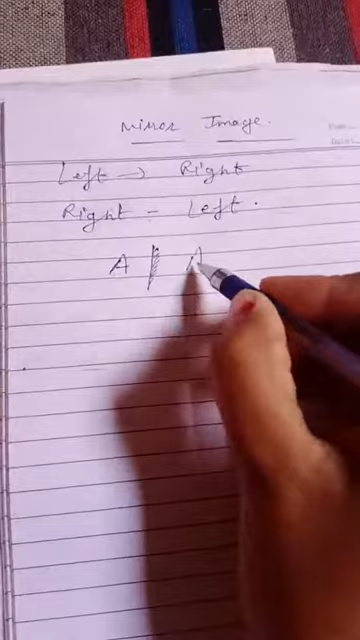 Mirror Image.
Left → Right
Right = Left.
A A